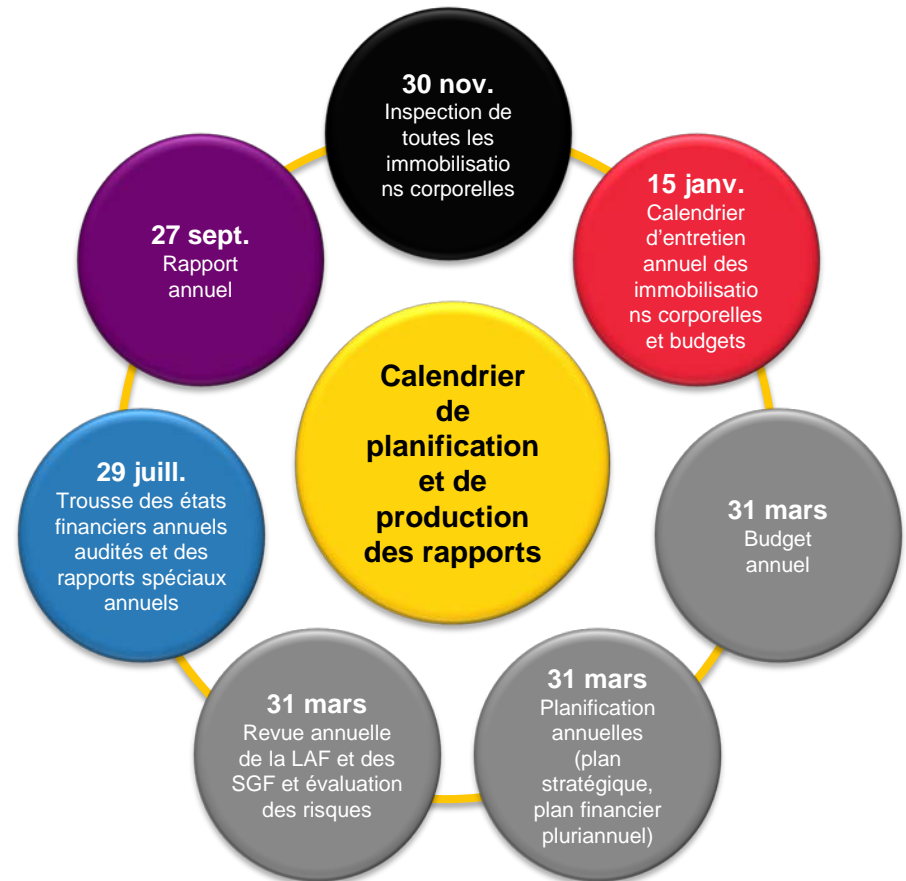 30 nov.
Inspection de
toutes les
immobilisatio
ns corporelles
15 janv.
Calendrier
d'entretien
annuel des
immobilisatio
ns corporelles
et budgets
31 mars
Budget
annuel
31 mars
Planification
annuelles
(plan
stratégique,
plan financier
pluriannuel)
31 mars
Revue annuelle
de la LAF et des
SGF et évaluation
des risques
29 juill.
Trousse des états
financiers annuels
audités et des
rapports spéciaux
annuels
27 sept.
Rapport
annuel
Calendrier
de
planification
et de
production
des rapports